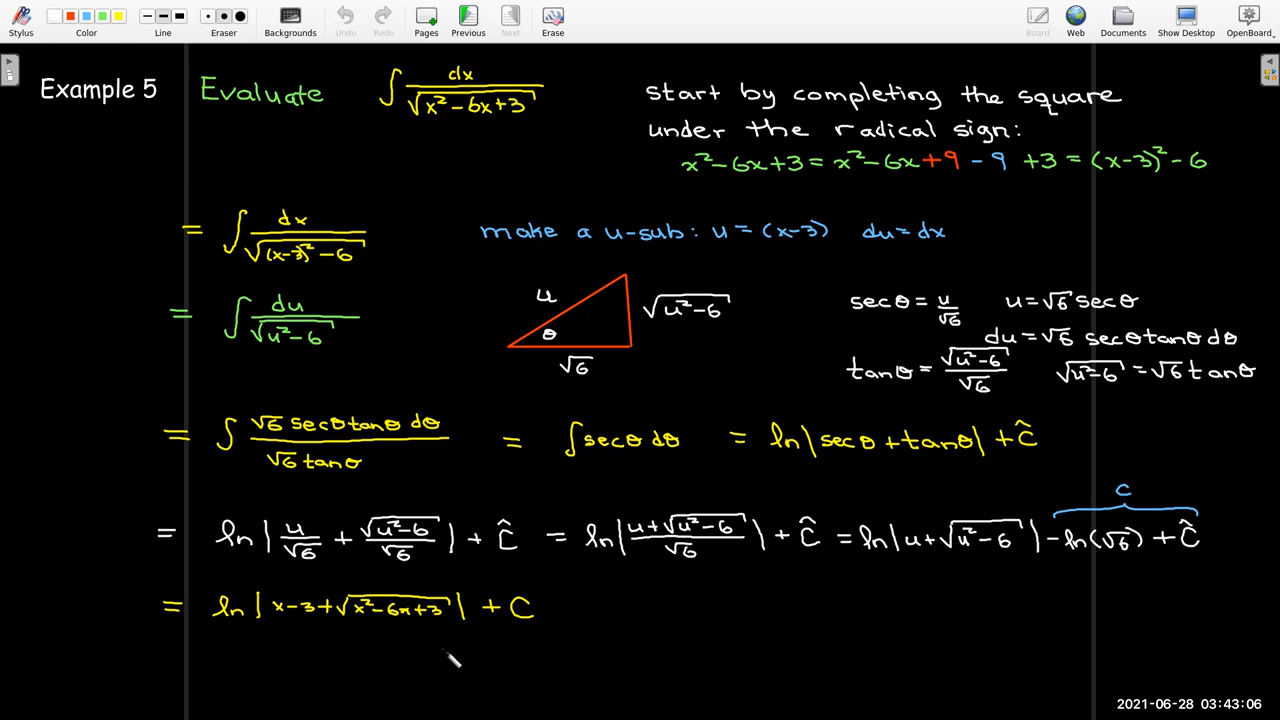 Stylus Color Line Eraser Backgrounds Undo Redo Pages Previous Next Erase Board Web Documents Show Desktop OpenBoard
Example 5 Evaluate ∫ dx/√(x²-6x+3)
start by completing the square
under the radical sign:
x²-6x+3 = x²-6x+9-9+3 = (x-3)²-6
= ∫ dx/√((x-3)²-6)
make a u-sub: u = (x-3) du = dx
= ∫ du/√(u²-6)
u
θ
√6
√(u²-6)
secθ = u/√6 u = √6 secθ
du = √6 secθtanθ dθ
tanθ = √(u²-6)/√6 √(u²-6) = √6 tanθ
= ∫ √6 secθtanθ dθ/√6 tanθ = ∫ secθ dθ = ln|secθ+tanθ| + Ĉ
C
= ln|u/√6 + √(u²-6)/√6| + Ĉ = ln|(u+√(u²-6))/√6| + Ĉ = ln|u+√(u²-6)| - ln(√6) + Ĉ
= ln|x-3+√(x²-6x+3)| + C
2021-06-28 03:43:06